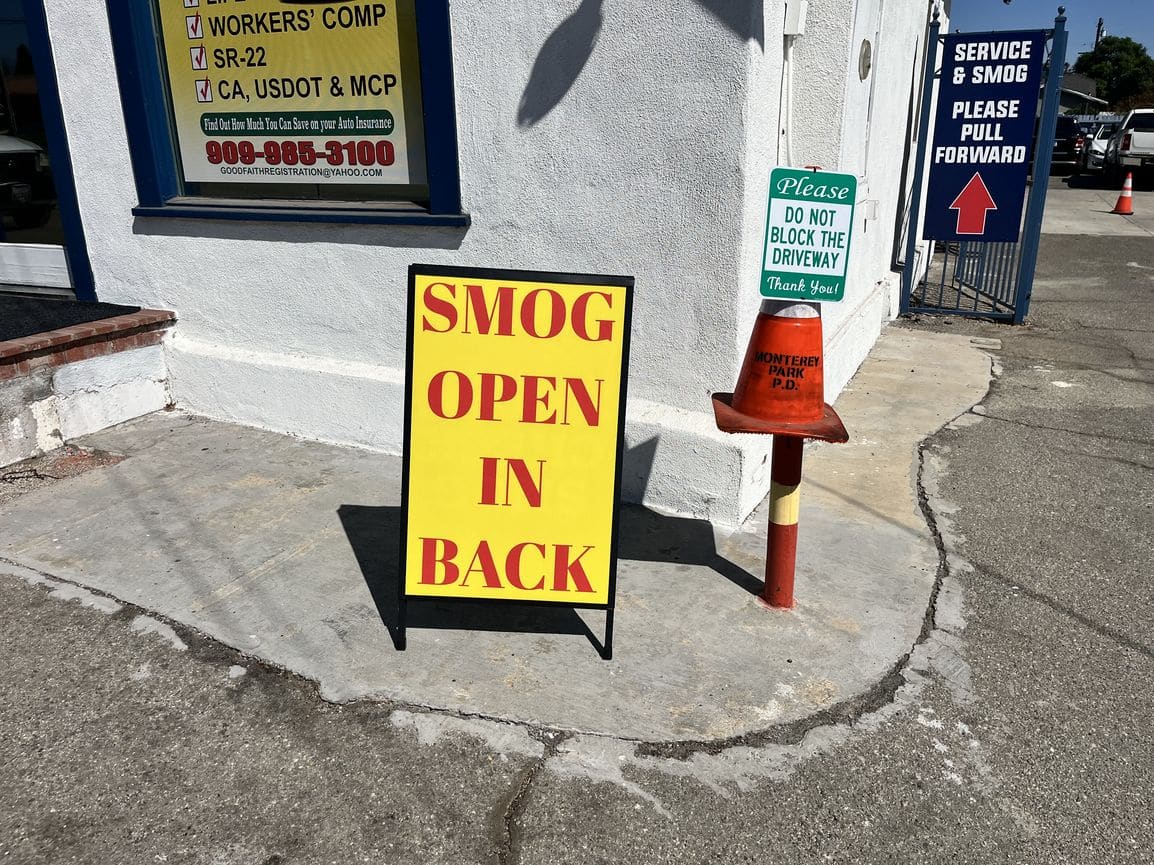 WORKERS' COMP
SR-22
CA, USDOT & MCP
Find Out How Much You Can Save on your Auto Insurance
909-985-3100
GOODFAITHREGISTRATION@YAHOO.COM
SMOG
OPEN
IN
BACK
Please
DO NOT
BLOCK THE
DRIVEWAY
Thank You!
MONTEREY
PARK
P.D.
SERVICE
& SMOG
PLEASE
PULL
FORWARD